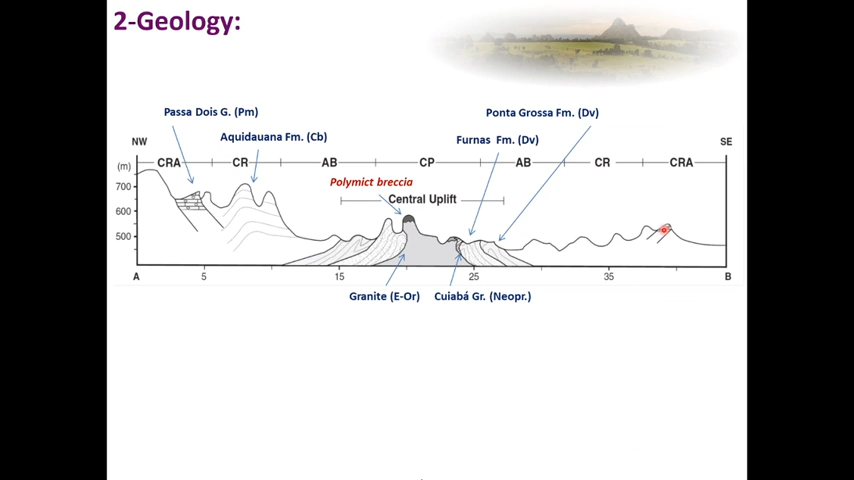 2-Geology:
Passa Dois G. (Pm)
Ponta Grossa Fm. (Dv)
Aquidauana Fm. (Cb)
Furnas Fm. (Dv)
NW
SE
CRA CR AB CP AB CR CRA
(m)
Polymict breccia
700
Central Uplift
600
500
A 5 15 25 35 B
Granite (E-Or) Cuiabá Gr. (Neopr.)